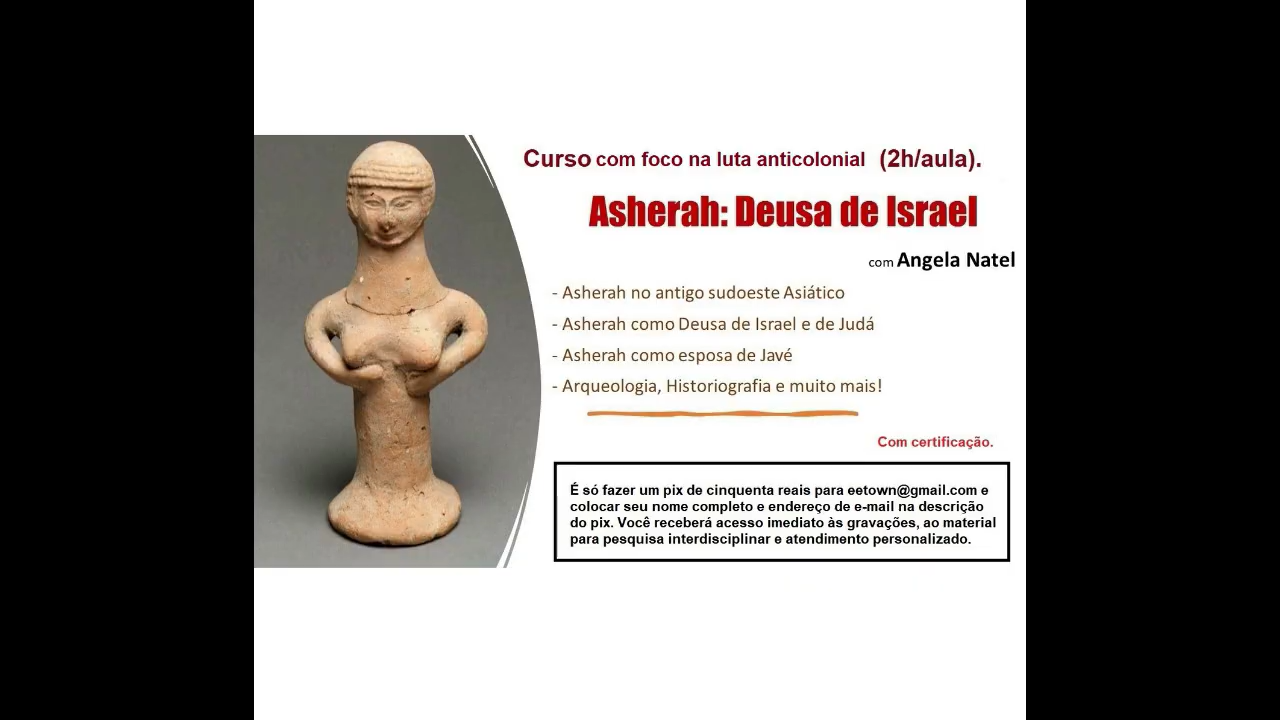 Curso com foco na luta anticolonial (2h/aula).
Asherah: Deusa de Israel
com Angela Natel
- Asherah no antigo sudoeste Asiático
- Asherah como Deusa de Israel e de Judá
- Asherah como esposa de Javé
- Arqueologia, Historiografia e muito mais!
Com certificação.
É só fazer um pix de cinquenta reais para eetown@gmail.com e
colocar seu nome completo e endereço de e-mail na descrição
do pix. Você receberá acesso imediato às gravações, ao material
para pesquisa interdisciplinar e atendimento personalizado.